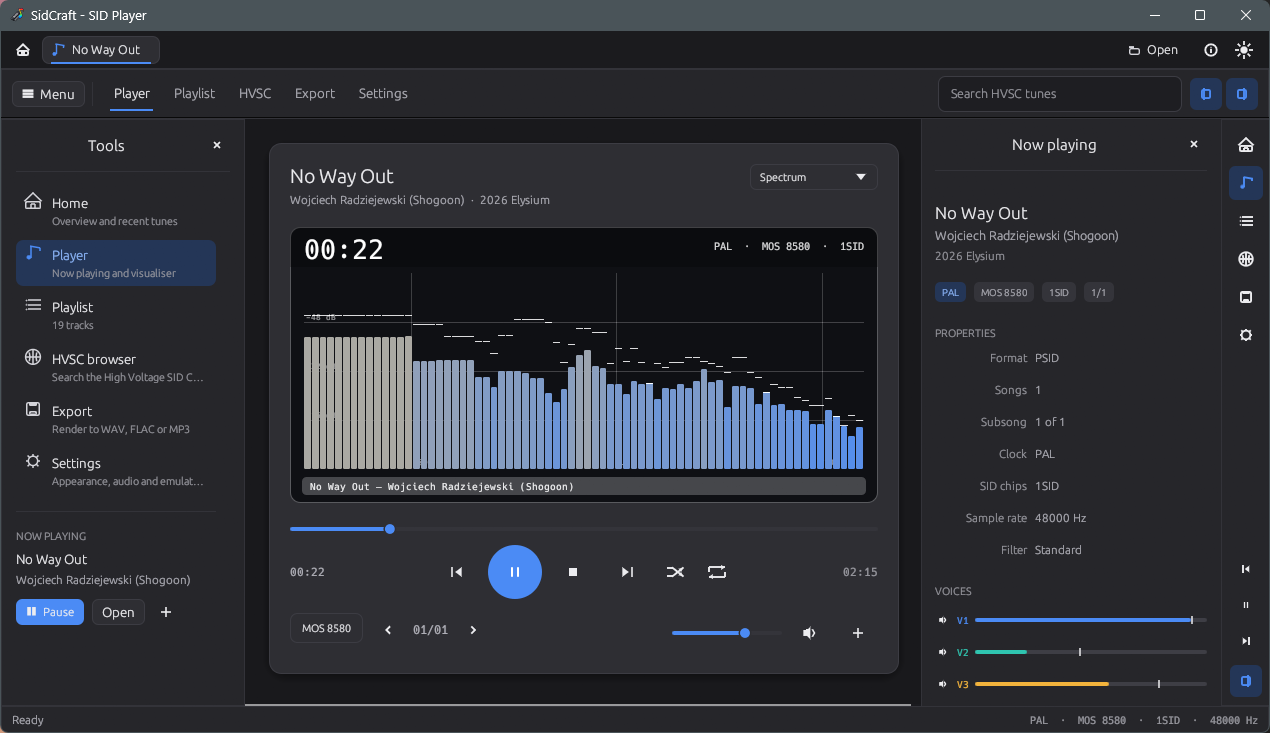 SidCraft - SID Player
No Way Out
Open
Menu
Player
Playlist
HVSC
Export
Settings
Search HVSC tunes
Tools
Home
Overview and recent tunes
Player
Now playing and visualiser
Playlist
19 tracks
HVSC browser
Search the High Voltage SID C...
Export
Render to WAV, FLAC or MP3
Settings
Appearance, audio and emulat...
NOW PLAYING
No Way Out
Wojciech Radziejewski (Shogoon)
Pause
Open
No Way Out
Wojciech Radziejewski (Shogoon) · 2026 Elysium
Spectrum
00:22
PAL · MOS 8580 · 1SID
-48 dB
No Way Out — Wojciech Radziejewski (Shogoon)
00:22
02:15
MOS 8580
01/01
Now playing
No Way Out
Wojciech Radziejewski (Shogoon)
2026 Elysium
PAL
MOS 8580
1SID
1/1
PROPERTIES
Format PSID
Songs 1
Subsong 1 of 1
Clock PAL
SID chips 1SID
Sample rate 48000 Hz
Filter Standard
VOICES
V1
V2
V3
Ready
PAL · MOS 8580 · 1SID · 48000 Hz